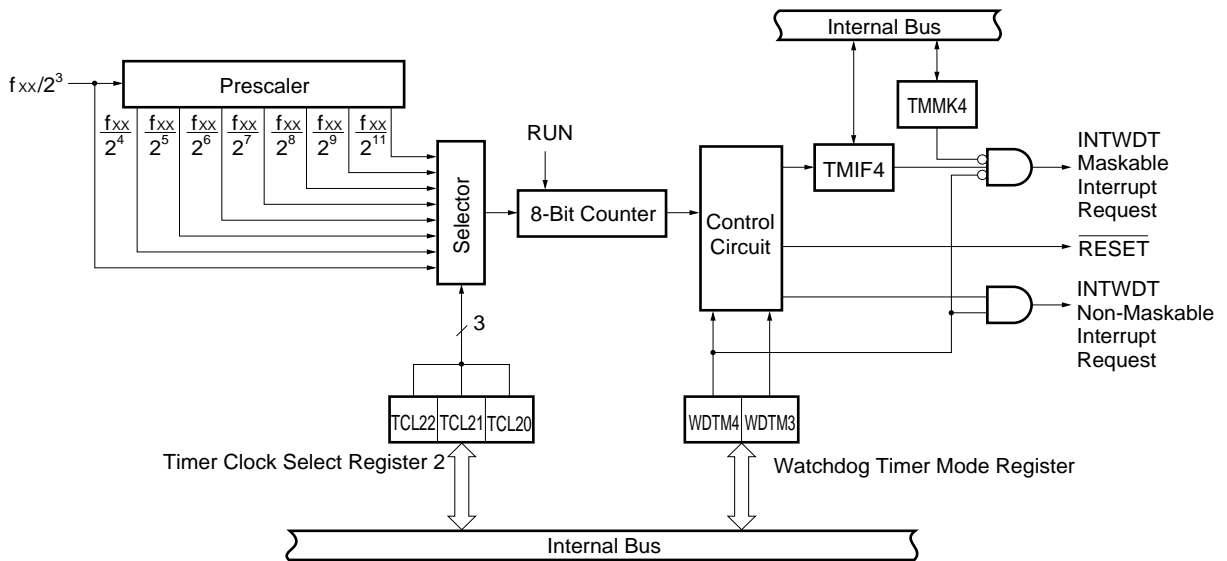 Internal Bus
fXX/2³
Prescaler
fXX/2⁴
fXX/2⁵
fXX/2⁶
fXX/2⁷
fXX/2⁸
fXX/2⁹
fXX/2¹¹
TMMK4
RUN
TMIF4
INTWDT
Maskable
Interrupt
Request
Selector
8-Bit Counter
Control
Circuit
RESET
INTWDT
Non-Maskable
Interrupt
Request
3
TCL22 TCL21 TCL20
WDTM4 WDTM3
Timer Clock Select Register 2
Watchdog Timer Mode Register
Internal Bus